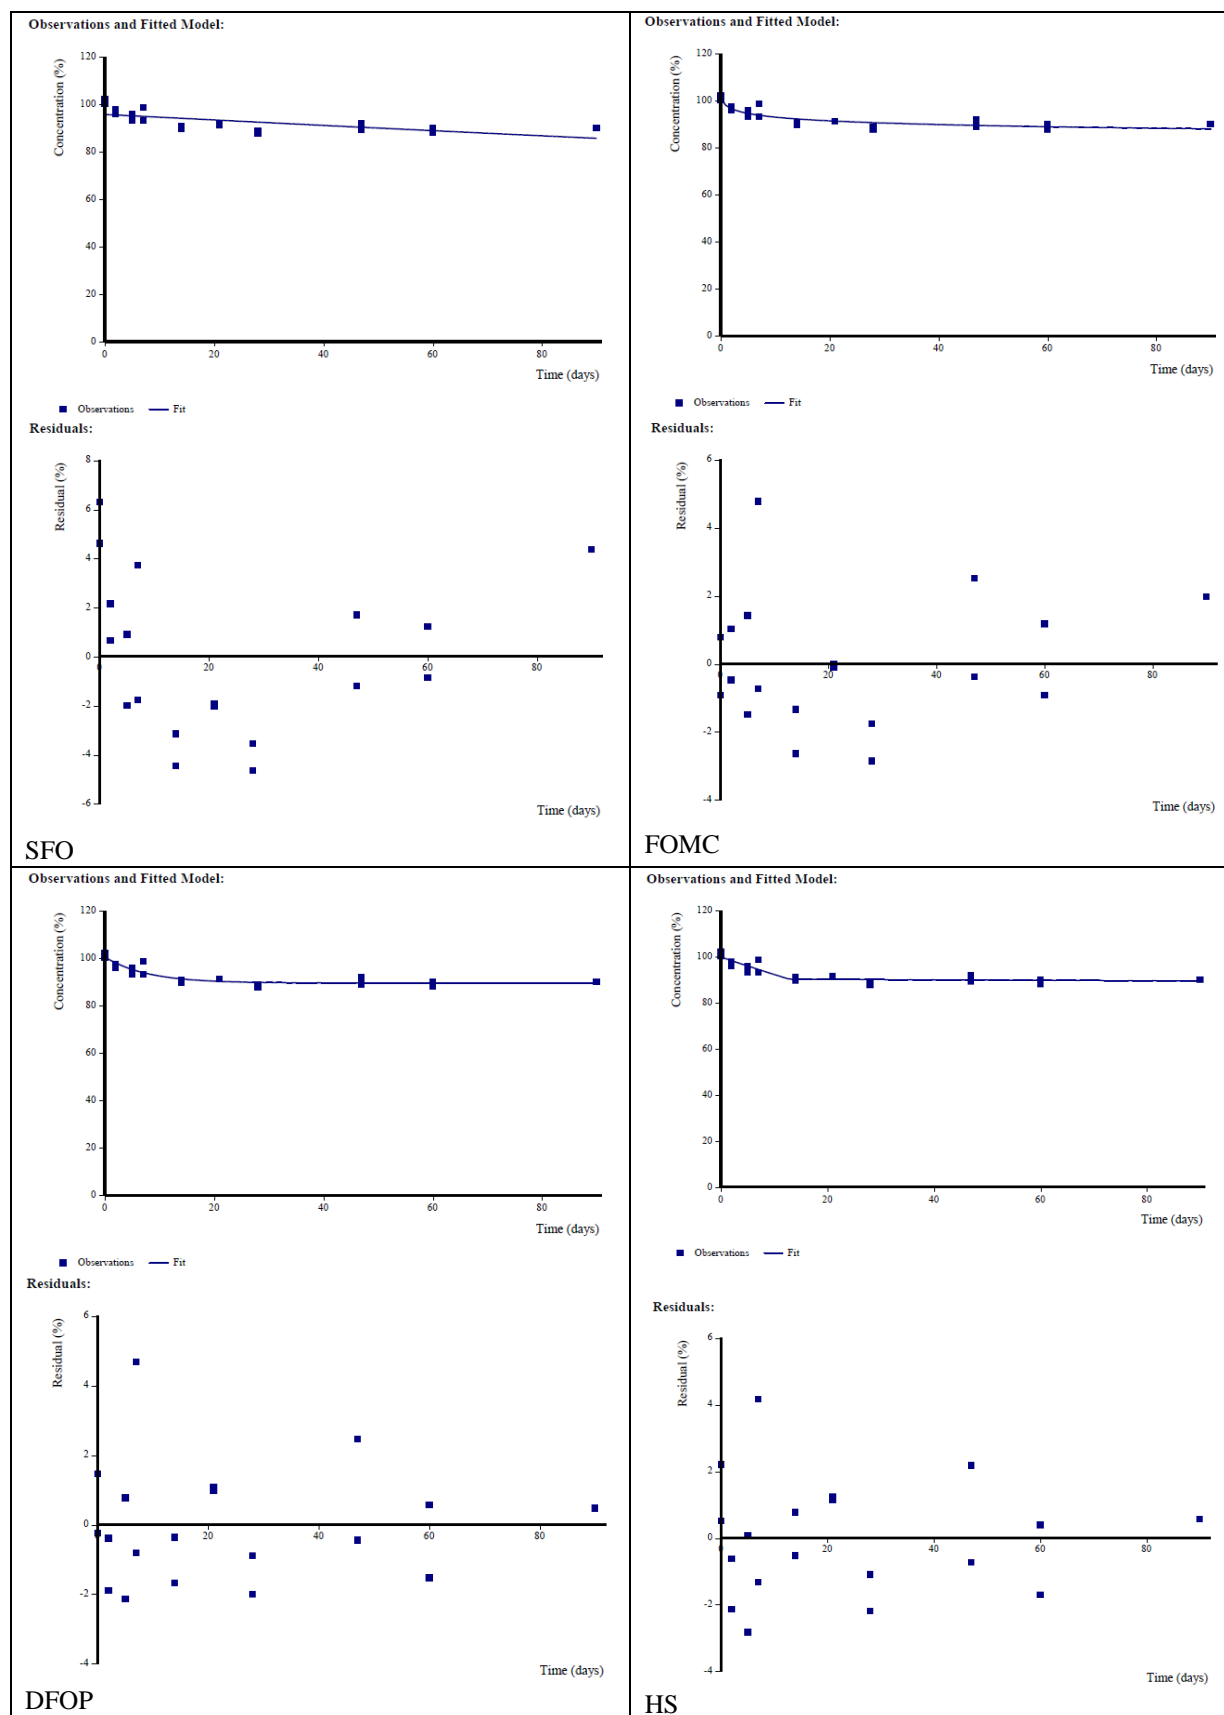 Observations and Fitted Model:
Concentration (%)
120
100
80
60
40
20
0
0 20 40 60 80
Time (days)
Observations Fit
Residuals:
Residual (%)
8
6
4
2
0
-2
-4
-6
0 20 40 60 80
Time (days)
SFO
Observations and Fitted Model:
Concentration (%)
120
100
80
60
40
20
0
0 20 40 60 80
Time (days)
Observations Fit
Residuals:
Residual (%)
6
4
2
0
-2
-4
0 20 40 60 80
Time (days)
FOMC
Observations and Fitted Model:
Concentration (%)
120
100
80
60
40
20
0
0 20 40 60 80
Time (days)
Observations Fit
Residuals:
Residual (%)
6
4
2
0
-2
-4
0 20 40 60 80
Time (days)
DFOP
Observations and Fitted Model:
Concentration (%)
120
100
80
60
40
20
0
0 20 40 60 80
Time (days)
Observations Fit
Residuals:
Residual (%)
6
4
2
0
-2
-4
0 20 40 60 80
Time (days)
HS